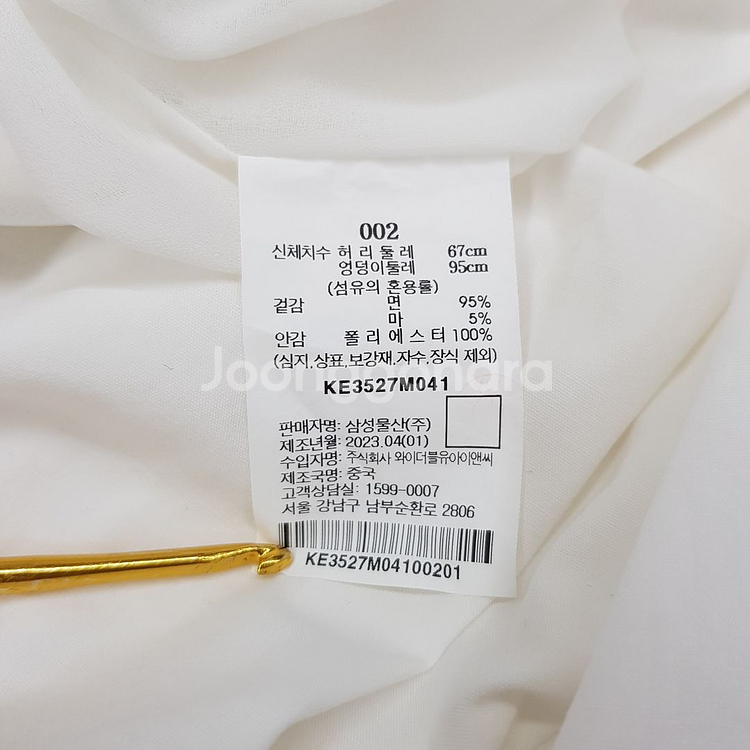 002
신체치수 허 리 둘 레 67cm
엉덩이둘레 95cm
(섬유의 혼용률)
겉감 면 95%
마 5%
안감 폴 리 에 스 터 100%
(심지,상표,보강재,자수,장식 제외)
Joonggonara
KE3527M041
판매자명: 삼성물산(주)
제조년월: 2023.04(01)
수입자명: 주식회사 와이더블유아이앤씨
제조국명: 중국
고객상담실: 1599-0007
서울 강남구 남부순환로 2806
KE3527M04100201